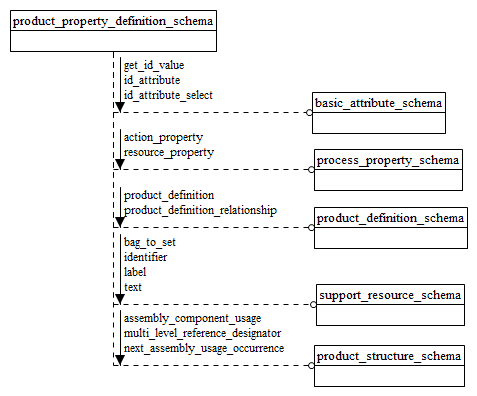 product_property_definition_schema
get_id_value
id_attribute
id_attribute_select
basic_attribute_schema
action_property
resource_property
process_property_schema
product_definition
product_definition_relationship
product_definition_schema
bag_to_set
identifier
label
text
support_resource_schema
assembly_component_usage
multi_level_reference_designator
next_assembly_usage_occurrence
product_structure_schema